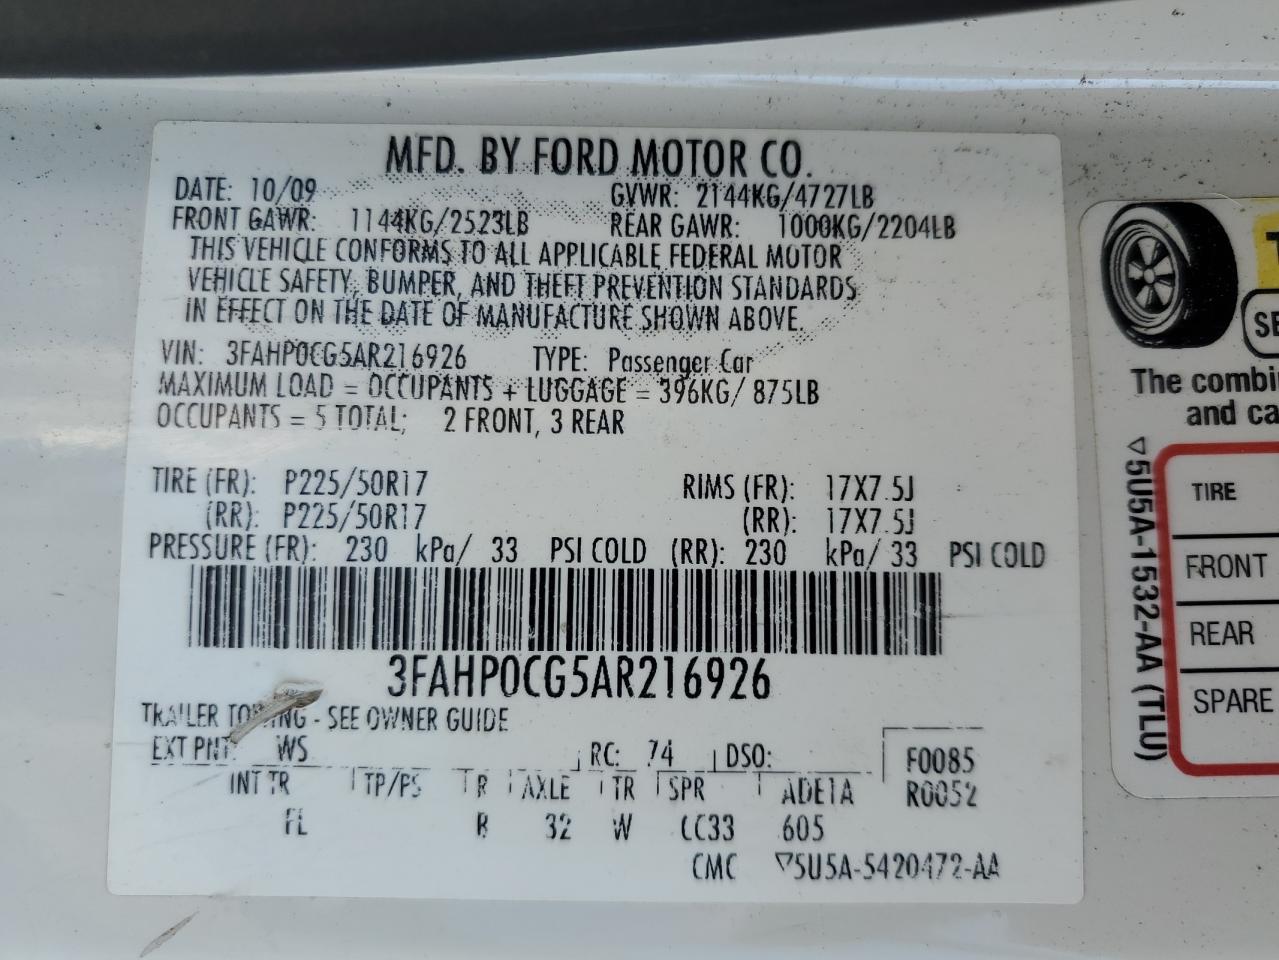 MFD. BY FORD MOTOR CO.
DATE: 10/09 GVWR: 2144KG/4727LB
FRONT GAWR: 1144KG/2523LB REAR GAWR: 1000KG/2204LB
THIS VEHICLE CONFORMS TO ALL APPLICABLE FEDERAL MOTOR
VEHICLE SAFETY, BUMPER, AND THEFT PREVENTION STANDARDS
IN EFFECT ON THE DATE OF MANUFACTURE SHOWN ABOVE.
VIN: 3FAHP0CG5AR216926 TYPE: Passenger Car
MAXIMUM LOAD = OCCUPANTS + LUGGAGE = 396KG/ 875LB
OCCUPANTS = 5 TOTAL; 2 FRONT, 3 REAR
TIRE (FR): P225/50R17 RIMS (FR): 17X7.5J
(RR): P225/50R17 (RR): 17X7.5J
PRESSURE (FR): 230 kPa/ 33 PSI COLD (RR): 230 kPa/ 33 PSI COLD
3FAHP0CG5AR216926
TRAILER TOWING - SEE OWNER GUIDE
EXT PNT: WS RC: 74 DSO: F0085
INT TR TP/PS R AXLE TR SPR ADE1A R0052
FL 32 W CC33 605
CMC ▽5U5A-5420472-AA
The combi
and ca
TIRE
FRONT
REAR
SPARE
▽5U5A-1532-AA (TLU)